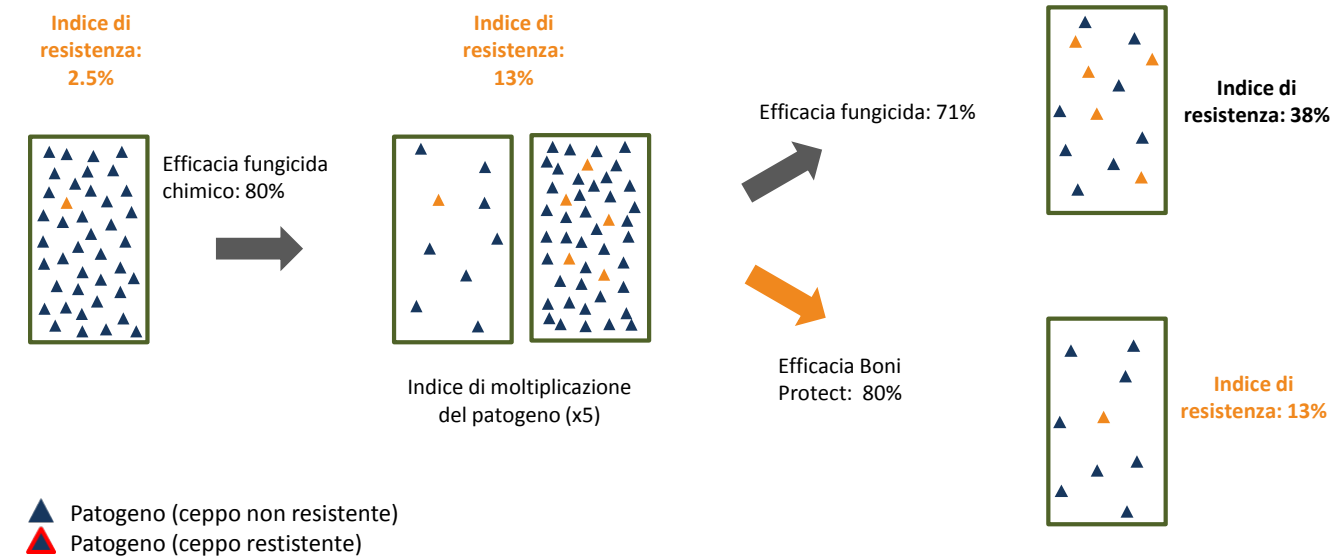 Indice di
resistenza:
2.5%
Indice di
resistenza:
13%
Efficacia fungicida
chimico: 80%
Efficacia fungicida: 71%
Indice di
resistenza: 38%
Indice di moltiplicazione
del patogeno (x5)
Efficacia Boni
Protect: 80%
Indice di
resistenza: 13%
Patogeno (ceppo non resistente)
Patogeno (ceppo restistente)